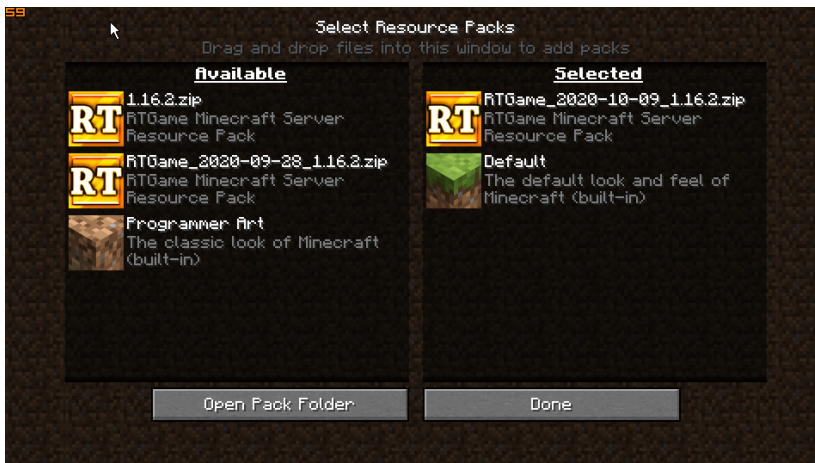 59
Select Resource Packs
Drag and drop files into this window to add packs
Available
RT
1.16.2.zip
RTGame Minecraft Server
Resource Pack
RT
RTGame_2020-09-28_1.16.2.zip
RTGame Minecraft Server
Resource Pack
Programmer Art
The classic look of Minecraft
(built-in)
Selected
RT
RTGame_2020-10-09_1.16.2.zip
RTGame Minecraft Server
Resource Pack
Default
The default look and feel of
Minecraft (built-in)
Open Pack Folder
Done